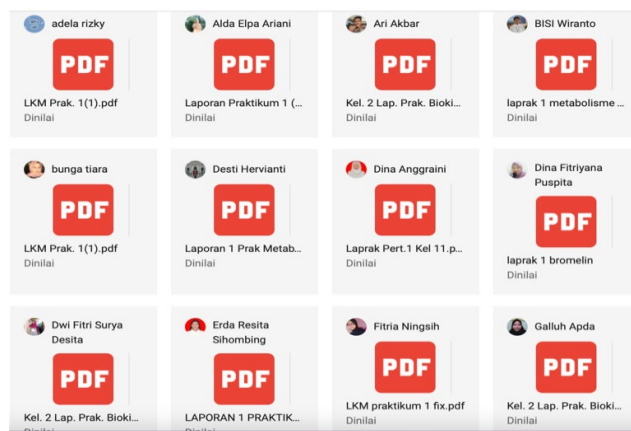 adela rizky
PDF
LKM Prak. 1(1).pdf
Dinilai
Alda Elpa Ariani
PDF
Laporan Praktikum 1 (...
Dinilai
Ari Akbar
PDF
Kel. 2 Lap. Prak. Bioki...
Dinilai
BISI Wiranto
PDF
laprak 1 metabolisme ...
Dinilai
bunga tiara
PDF
LKM Prak. 1(1).pdf
Dinilai
Desti Hervianti
PDF
Laporan 1 Prak Metab...
Dinilai
Dina Anggraini
PDF
Laprak Pert.1 Kel 11.p...
Dinilai
Dina Fitriyana
Puspita
PDF
laprak 1 bromelin
Dinilai
Dwi Fitri Surya
Desita
PDF
Kel. 2 Lap. Prak. Bioki...
Dinilai
Erda Resita
Sihombing
PDF
LAPORAN 1 PRAKTIK...
Dinilai
Fitria Ningsih
PDF
LKM praktikum 1 fix.pdf
Dinilai
Galluh Apda
PDF
Kel. 2 Lap. Prak. Bioki...
Dinilai